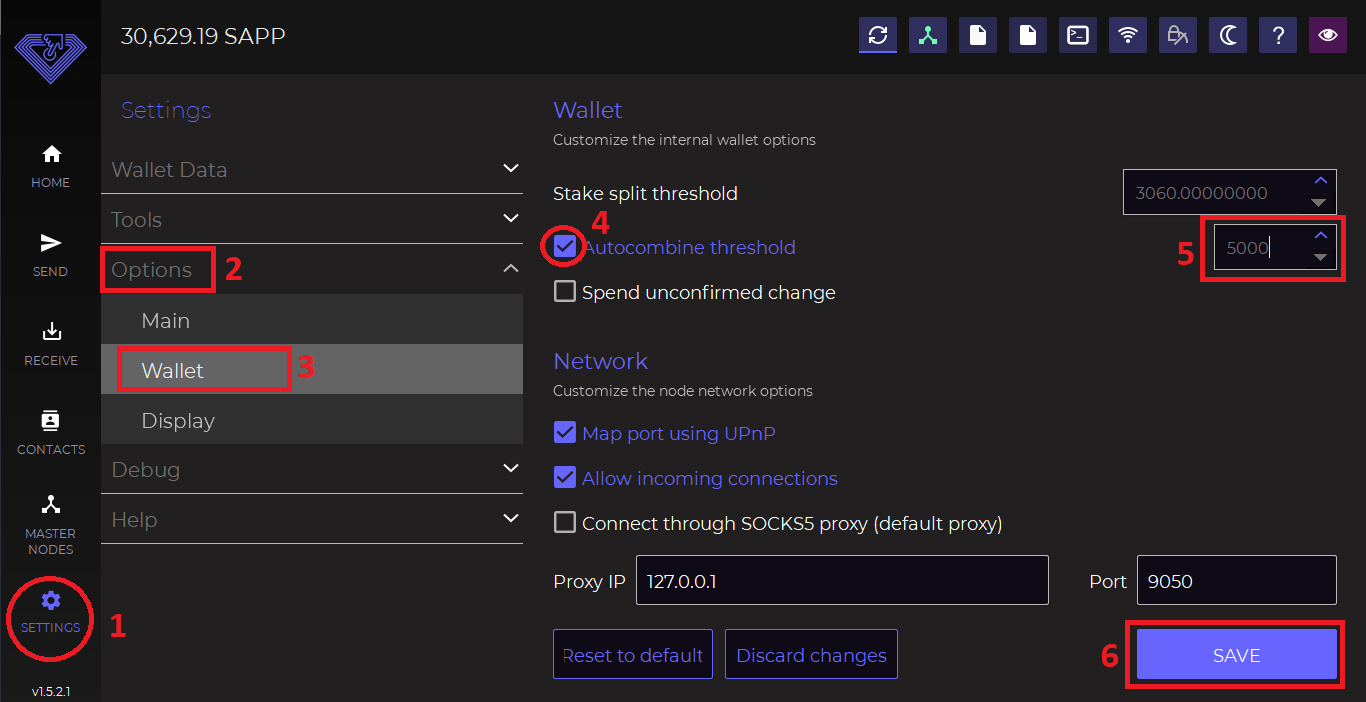 30,629.19 SAPP
?
HOME
SEND
RECEIVE
CONTACTS
MASTER
NODES
SETTINGS
1
v1.5.2.1
Settings
Wallet Data
Tools
Options
2
Main
Wallet
3
Display
Debug
Help
Wallet
Customize the internal wallet options
Stake split threshold
3060.00000000
4
Autocombine threshold
5
5000
Spend unconfirmed change
Network
Customize the node network options
Map port using UPnP
Allow incoming connections
Connect through SOCKS5 proxy (default proxy)
Proxy IP 127.0.0.1 Port 9050
Reset to default Discard changes 6 SAVE